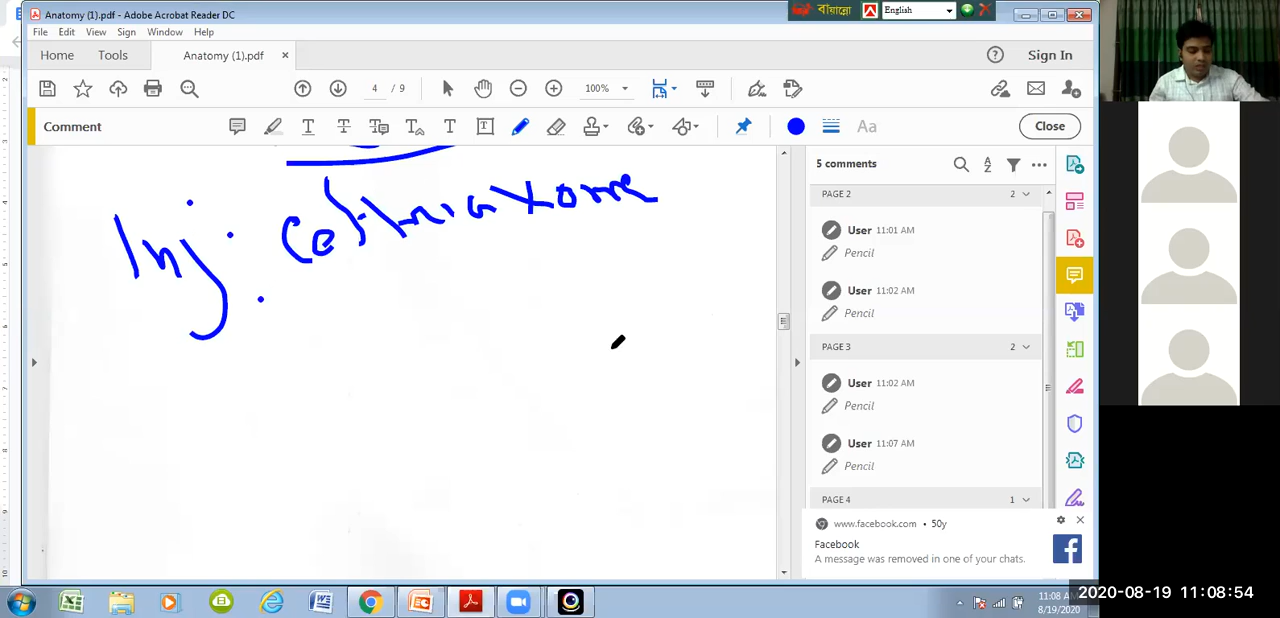 Anatomy (1).pdf - Adobe Acrobat Reader DC
বায়ান্নো English
File Edit View Sign Window Help
Home Tools Anatomy (1).pdf × Sign In
4 / 9 100%
Comment Aa Close
5 comments
PAGE 2 2
User 11:01 AM
Pencil
User 11:02 AM
Pencil
PAGE 3 2
User 11:02 AM
Pencil
User 11:07 AM
Pencil
PAGE 4 1
Inj.
www.facebook.com • 50y
Facebook
A message was removed in one of your chats.
11:08 AM
8/19/2020
2020-08-19 11:08:54